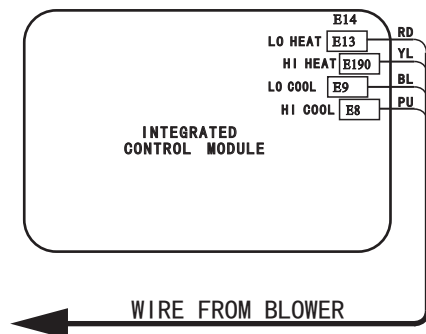 E14
LO HEAT E13 RD
HI HEAT E190 YL
LO COOL E9 BL
HI COOL E8 PU
INTEGRATED
CONTROL MODULE
WIRE FROM BLOWER